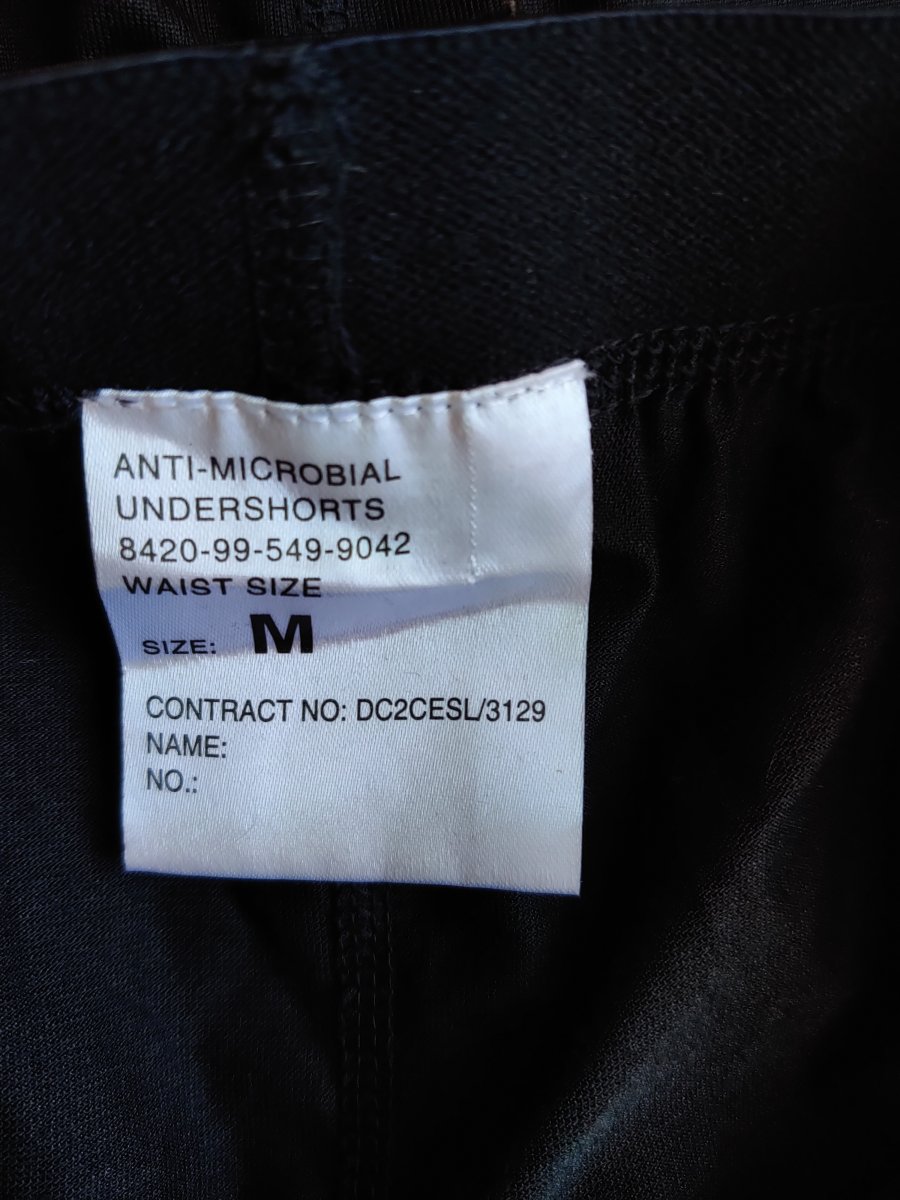 ANTI-MICROBIAL
UNDERSHORTS
8420-99-549-9042
WAIST SIZE
SIZE: M
CONTRACT NO: DC2CESL/3129
NAME:
NO.: